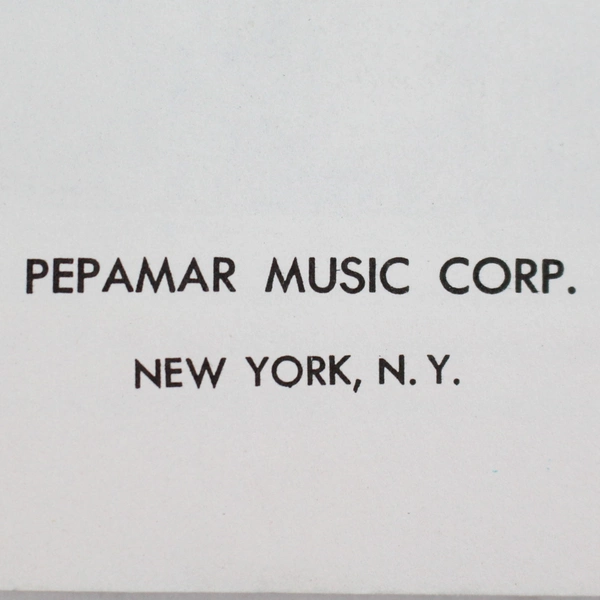 PEPAMAR MUSIC CORP.
NEW YORK, N. Y.